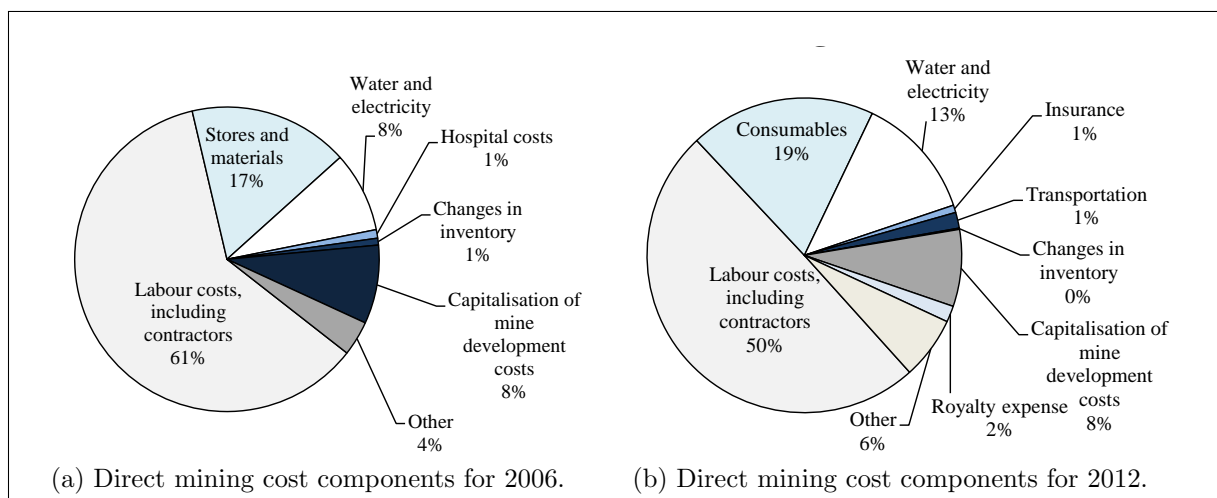 Water and
electricity
8%
Stores and
materials
17%
Hospital costs
1%
Changes in
inventory
1%
Labour costs,
including
contractors
61%
Capitalisation of
mine
development
costs
8%
Other
4%
(a) Direct mining cost components for 2006.
Water and
electricity
13%
Consumables
19%
Insurance
1%
Transportation
1%
Changes in
inventory
0%
Labour costs,
including
contractors
50%
Capitalisation of
mine
development
costs
8%
Royalty expense
2%
Other
6%
(b) Direct mining cost components for 2012.